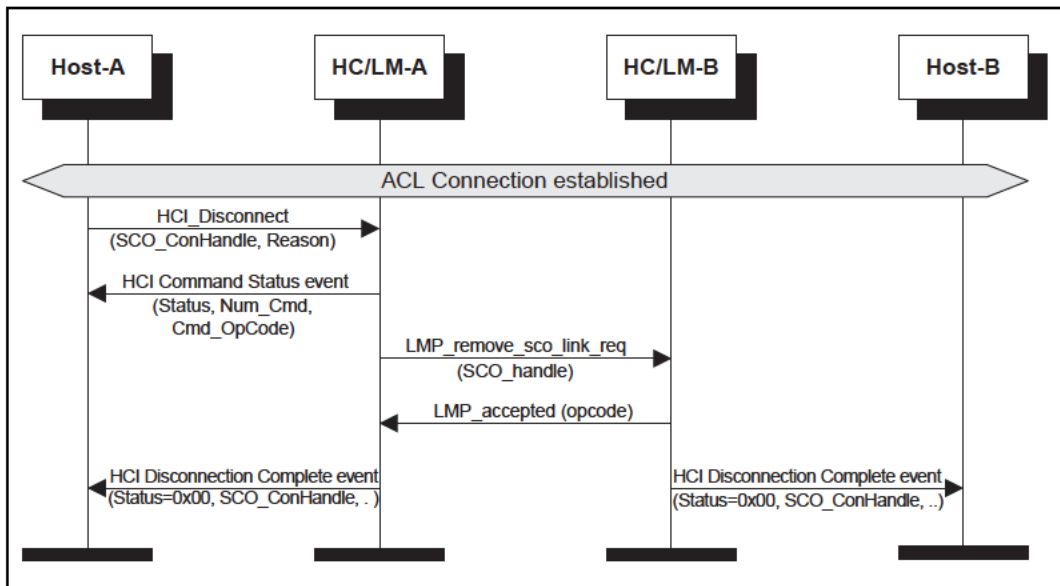 Host-A
HC/LM-A
HC/LM-B
Host-B
ACL Connection established
HCI_Disconnect
(SCO_ConHandle, Reason)
HCI Command Status event
(Status, Num_Cmd,
Cmd_OpCode)
LMP_remove_sco_link_req
(SCO_handle)
LMP_accepted (opcode)
HCI Disconnection Complete event
(Status=0x00, SCO_ConHandle, . )
HCI Disconnection Complete event
(Status=0x00, SCO_ConHandle, ..)